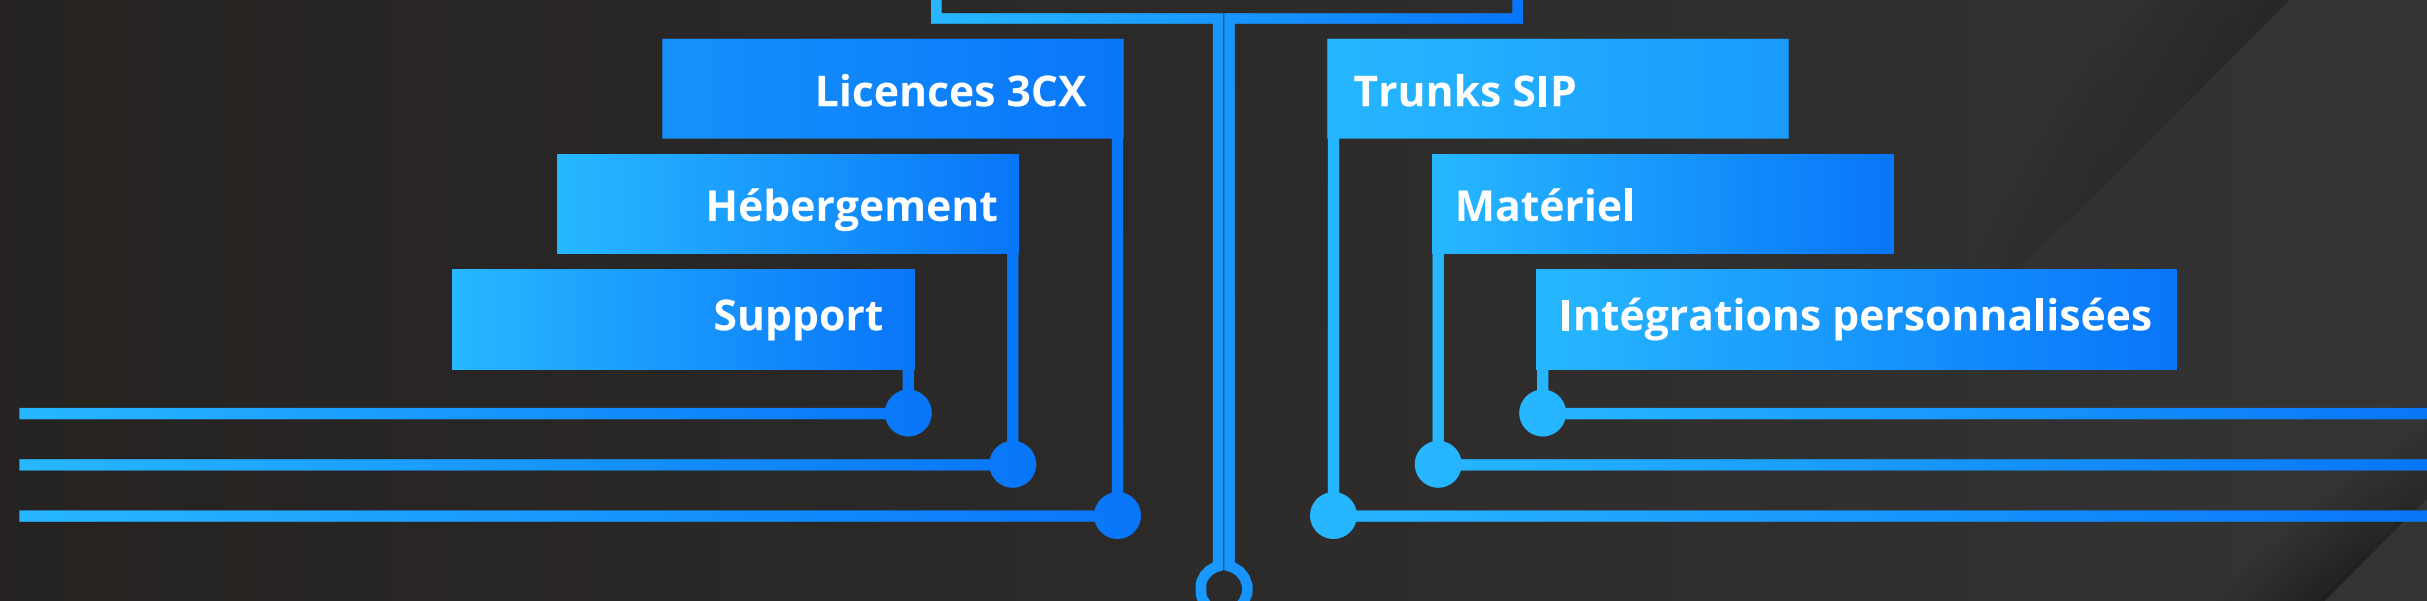 Licences 3CX
Trunks SIP
Hébergement
Matériel
Support
Intégrations personnalisées